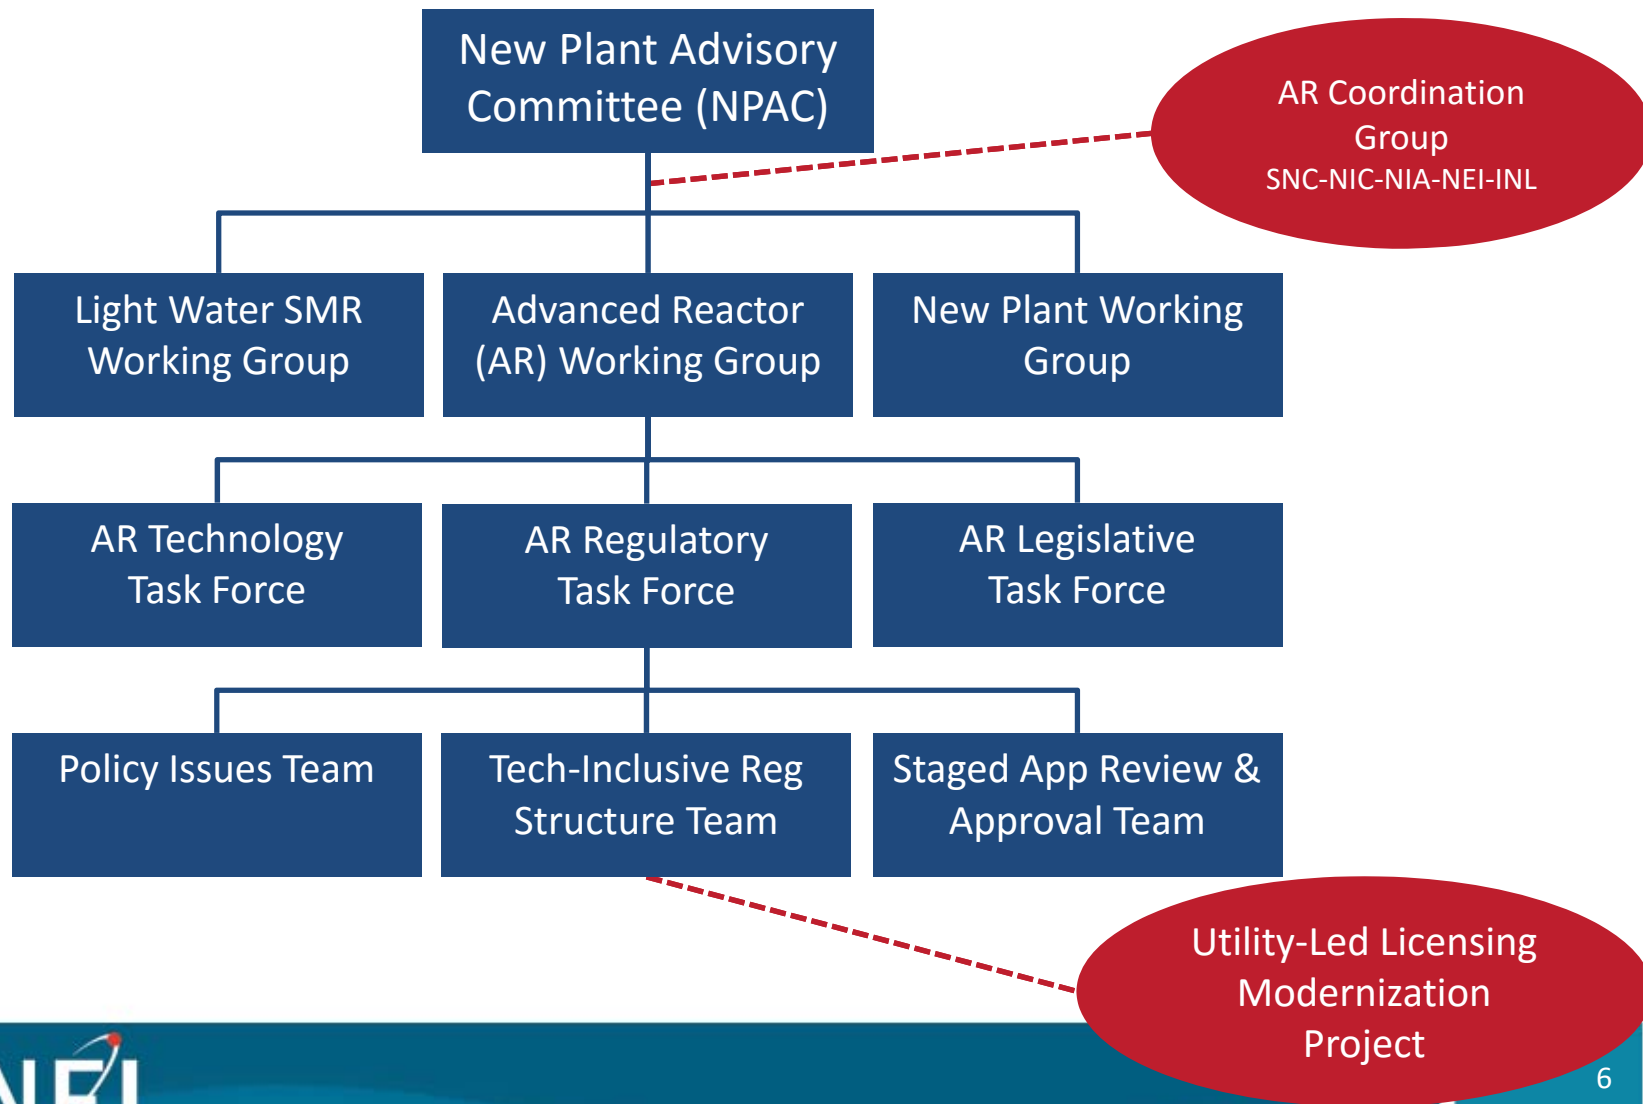 New Plant Advisory
Committee (NPAC)
AR Coordination
Group
SNC-NIC-NIA-NEI-INL
Light Water SMR
Working Group
Advanced Reactor
(AR) Working Group
New Plant Working
Group
AR Technology
Task Force
AR Regulatory
Task Force
AR Legislative
Task Force
Policy Issues Team
Tech-Inclusive Reg
Structure Team
Staged App Review &
Approval Team
Utility-Led Licensing
Modernization
Project
NEI
6